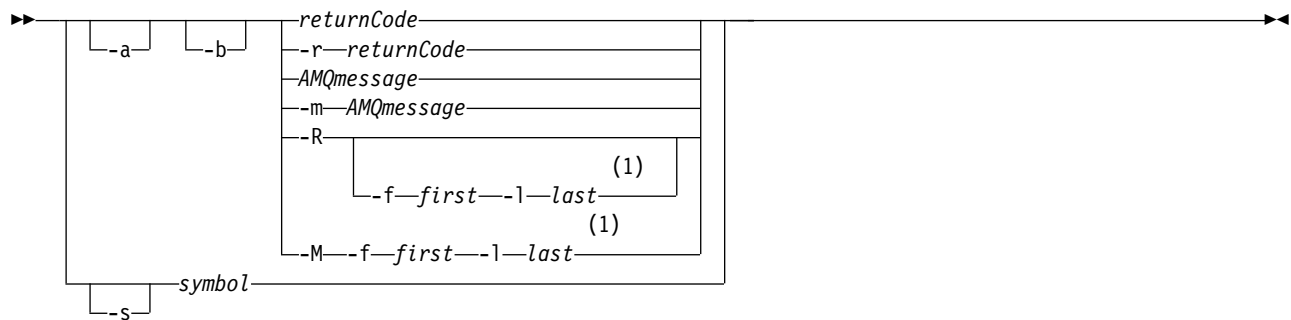 returnCode
-a -b -r returnCode
AMQmessage
-m AMQmessage
-R
(1)
-f first -l last
(1)
-M -f first -l last
symbol
-s